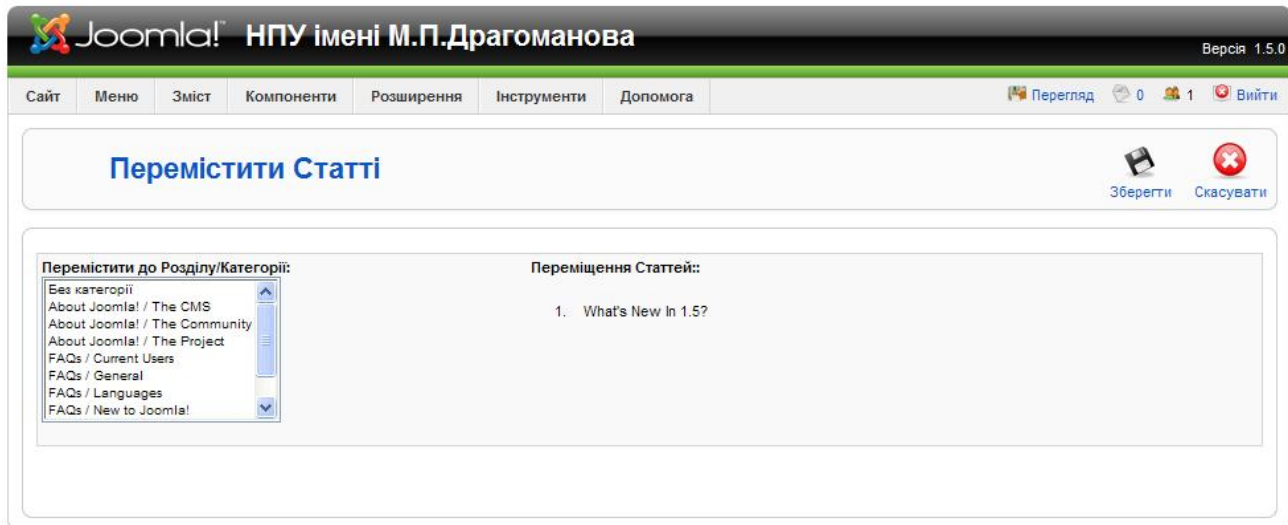 Joomla! НПУ імені М.П.Драгоманова
Версія 1.5.0
Сайт Меню Зміст Компоненти Розширення Інструменти Допомога Перегляд 0 1 Вийти
Перемістити Статті
Зберегти Скасувати
Перемістити до Розділу/Категорії:
Без категорії
About Joomla! / The CMS
About Joomla! / The Community
About Joomla! / The Project
FAQs / Current Users
FAQs / General
FAQs / Languages
FAQs / New to Joomla!
Переміщення Статтей::
1. What's New In 1.5?